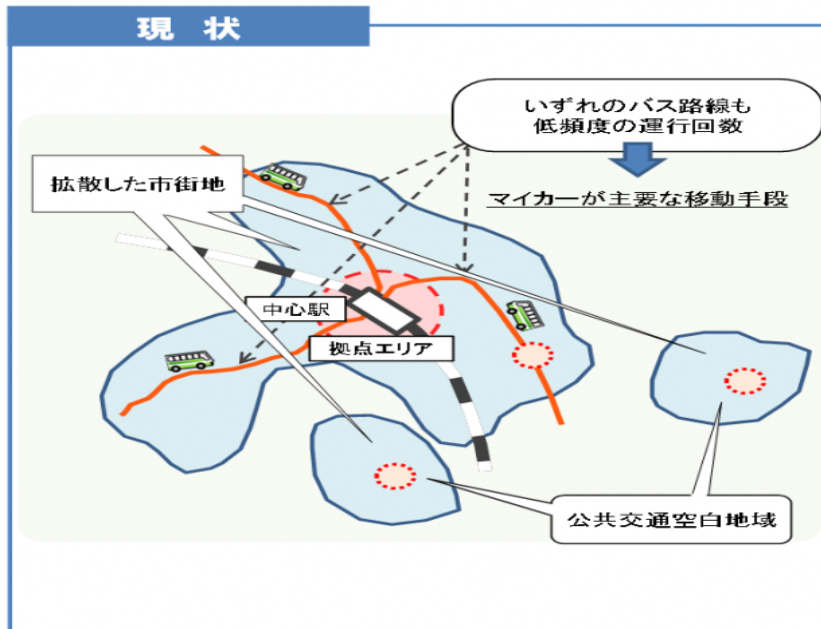 現 状
いずれのバス路線も
低頻度の運行回数
拡散した市街地
マイカーが主要な移動手段
中心駅
拠点エリア
公共交通空白地域